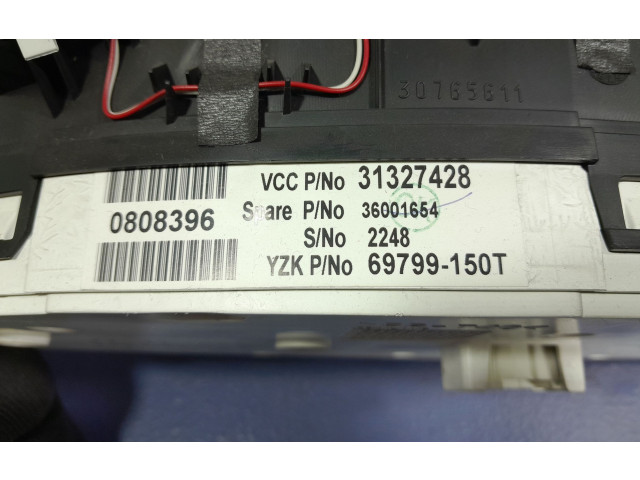 30765611
VCC P/No 31327428
0808396
Spare P/No 36001654
S/No 2248
YZK P/No 69799-150T